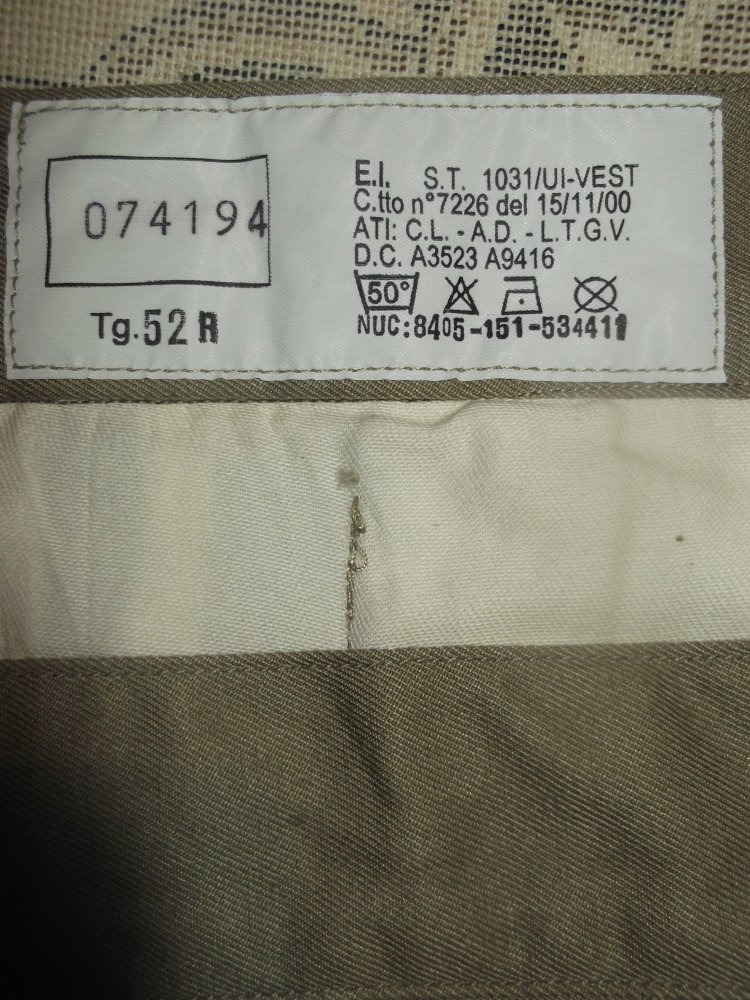 074194
Tg.52 R
E.I. S.T. 1031/UI-VEST
C.tto n°7226 del 15/11/00
ATI: C.L. - A.D. - L.T.G.V.
D.C. A3523 A9416
50°
NUC:8405-151-534411